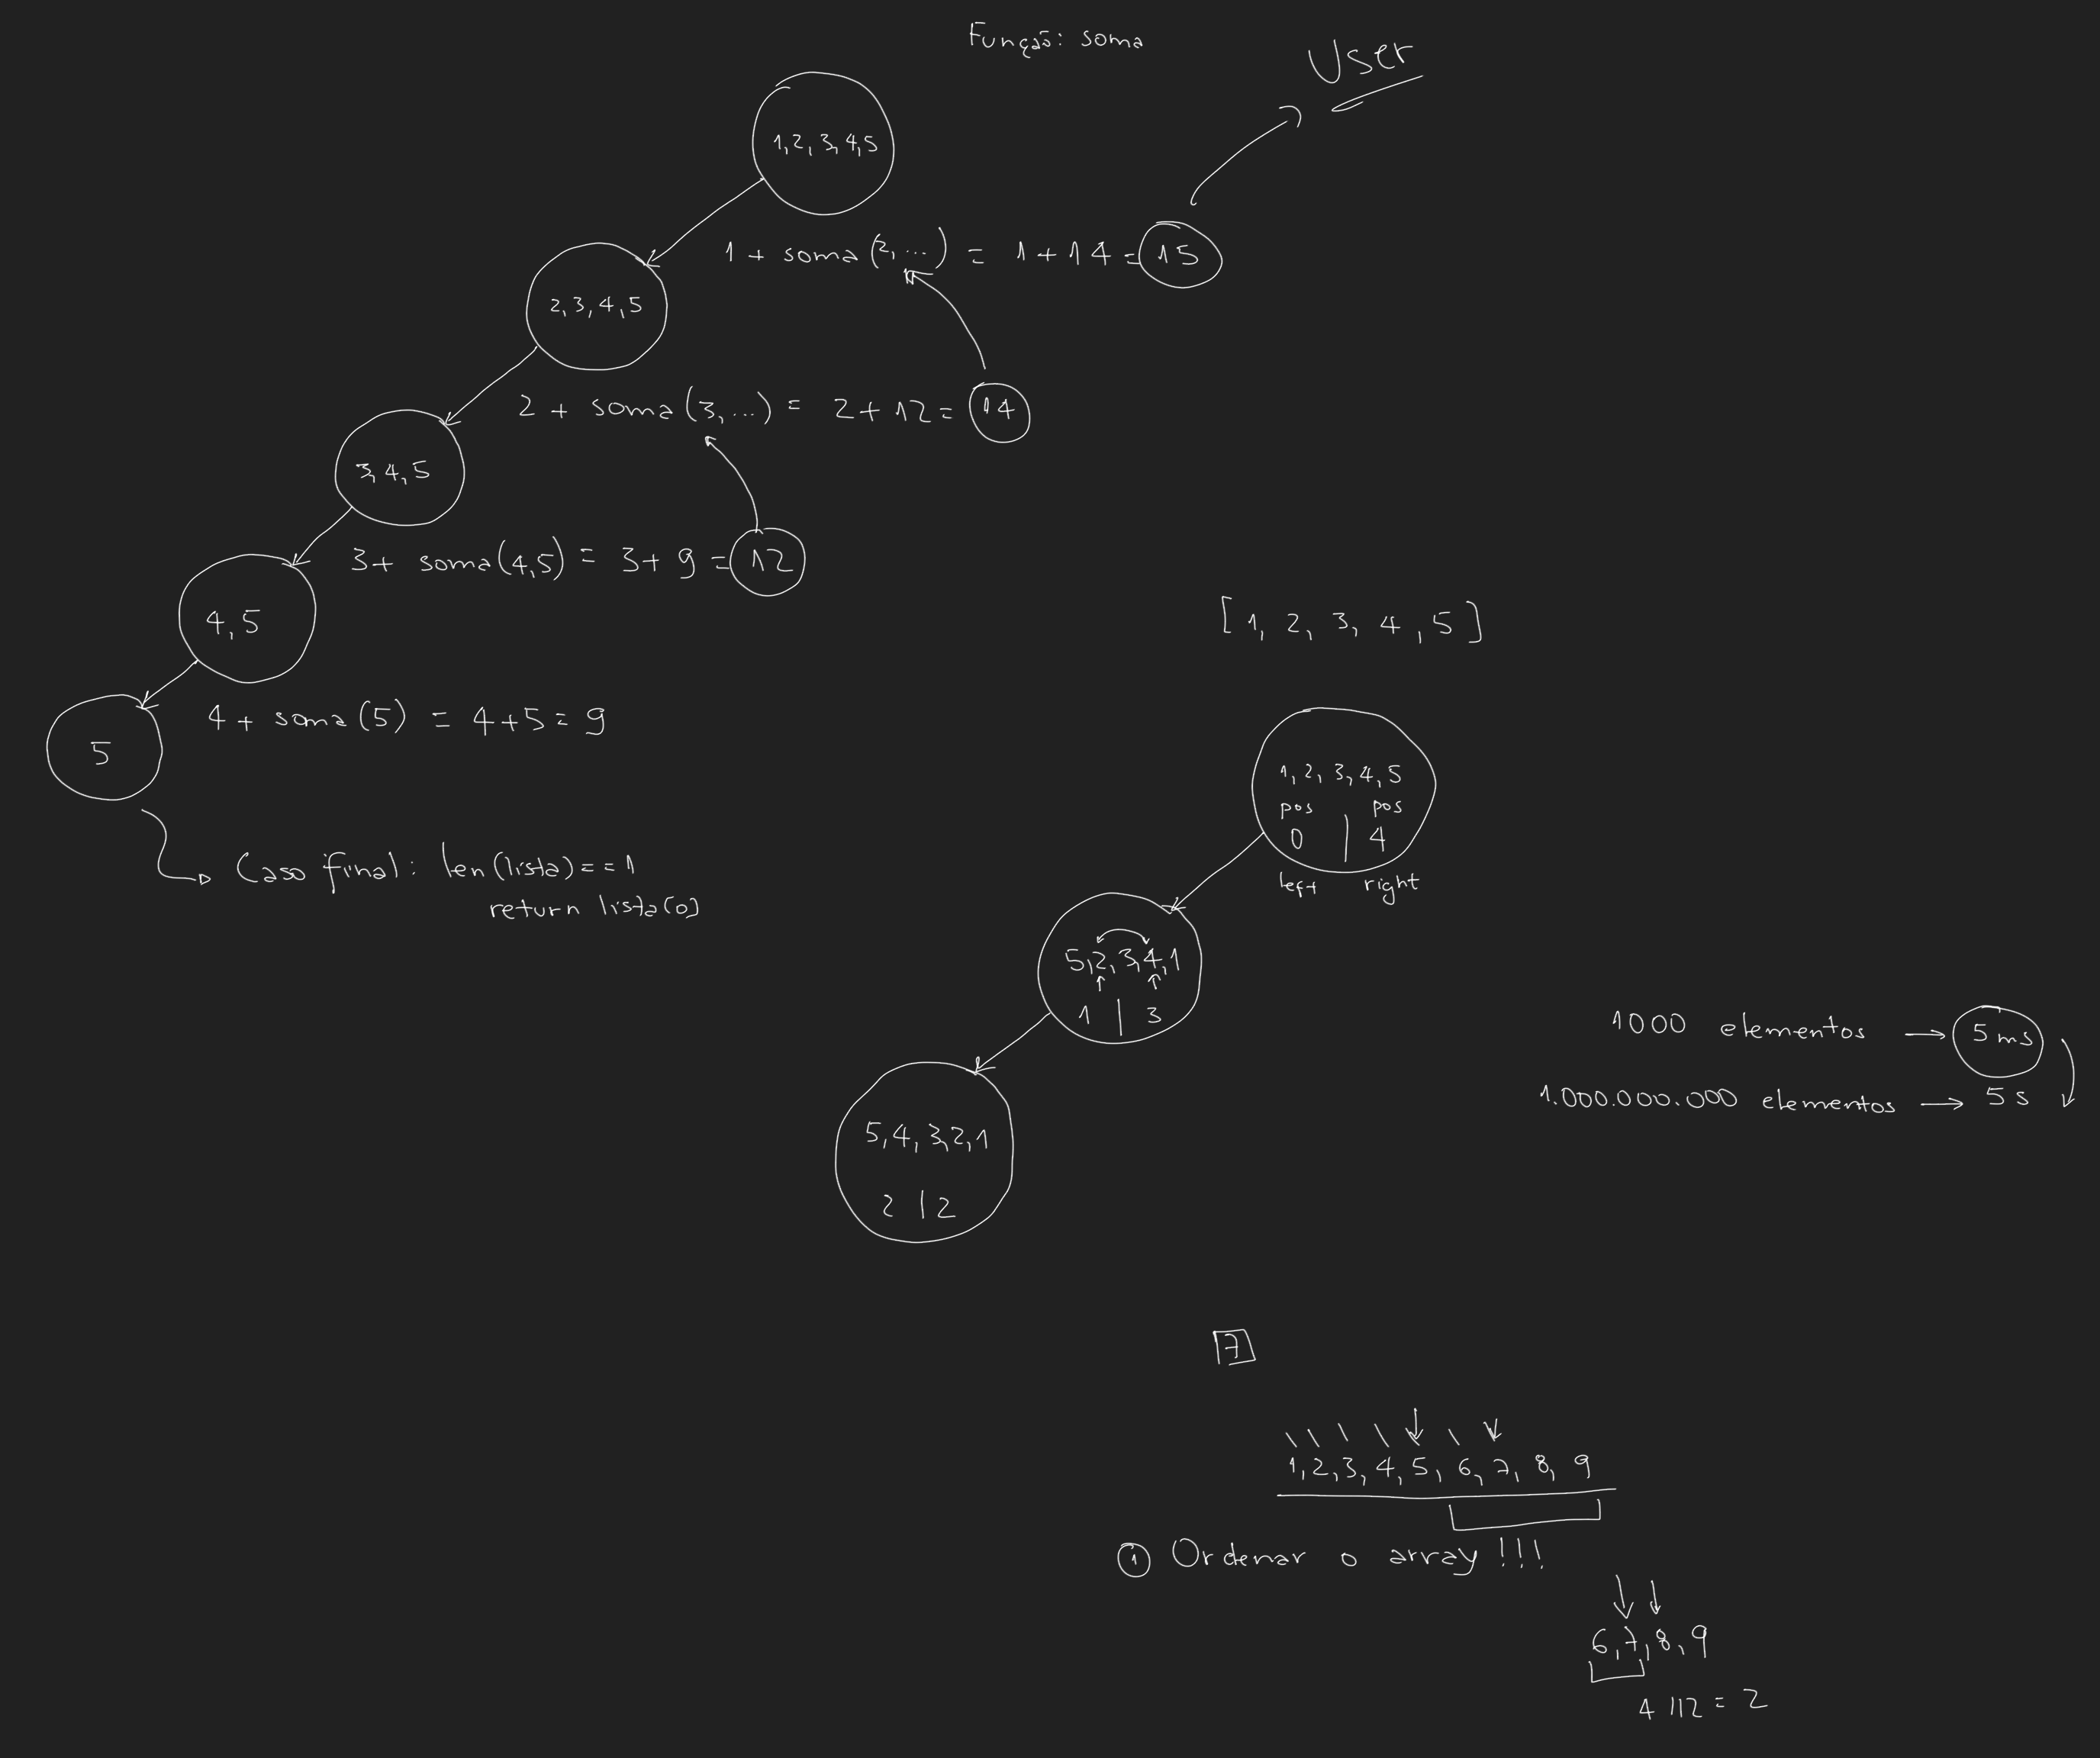 Função: soma
User
1,2,3,4,5
1 + soma(2,...) = 1+14=15
2,3,4,5
2 + soma(3,...) = 2+12=14
3,4,5
3+ soma(4,5) = 3+9=12
4,5
4+ soma(5) = 4+5=9
5
Caso final: len(lista)==1
return lista(0)
[1, 2, 3, 4, 5]
1,2,3,4,5
pos pos
0 | 4
left right
5,2,3,4,1
1 | 3
5,4,3,2,1
2 | 2
1000 elementos → 5ms
1.000.000.000 elementos → 5s
7
1,2,3,4,5,6,7,8,9
① Ordenar o array!!!
6,7,8,9
4//2=2